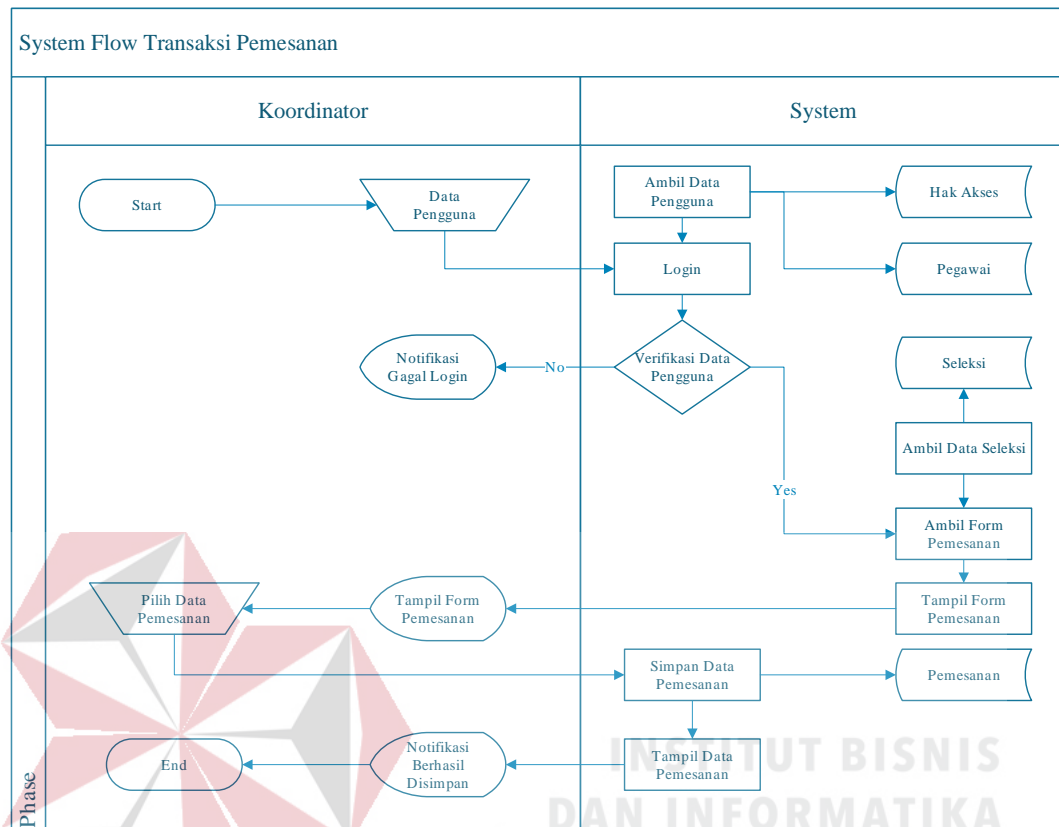 System Flow Transaksi Pemesanan
Koordinator
System
Start
Data
Pengguna
Ambil Data
Pengguna
Hak Akses
Login
Pegawai
Notifikasi
Gagal Login
No
Verifikasi Data
Pengguna
Seleksi
Ambil Data Seleksi
Yes
Ambil Form
Pemesanan
Pilih Data
Pemesanan
Tampil Form
Pemesanan
Tampil Form
Pemesanan
Simpan Data
Pemesanan
Pemesanan
End
Notifikasi
Berhasil
Disimpan
Tampil Data
Pemesanan
Phase
INSTITUT BISNIS
DAN INFORMATIKA